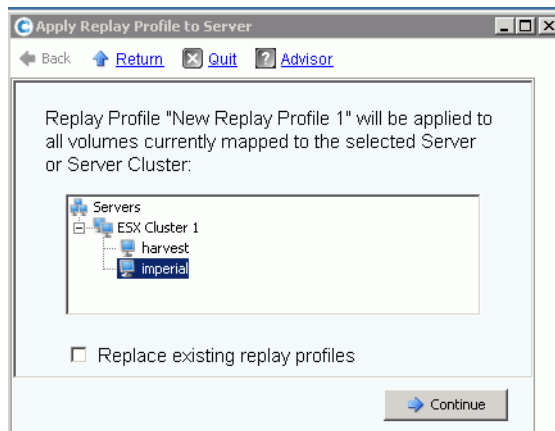 Apply Replay Profile to Server
Back Return Quit Advisor
Replay Profile "New Replay Profile 1" will be applied to
all volumes currently mapped to the selected Server
or Server Cluster:
Servers
ESX Cluster 1
harvest
imperial
Replace existing replay profiles
Continue